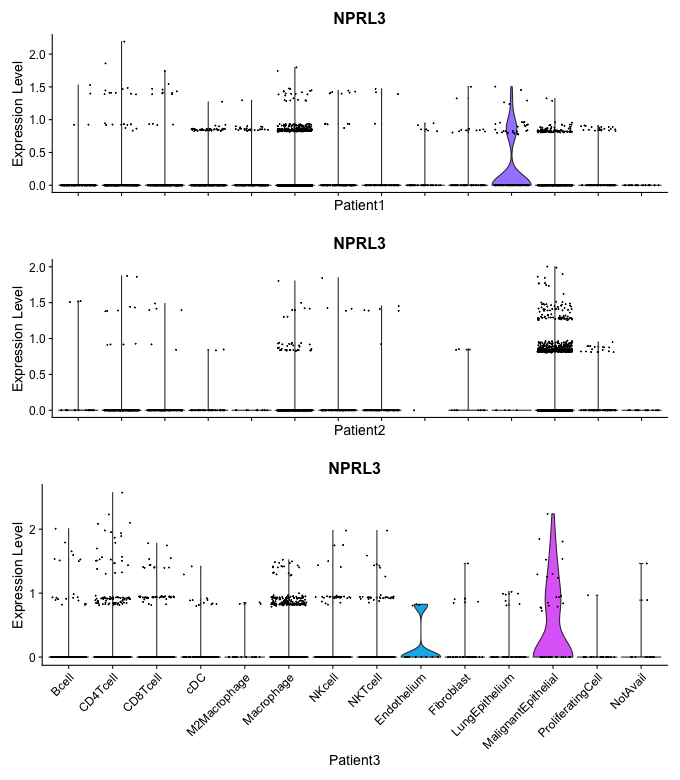 NPRL3
Expression Level
2.0
1.5
1.0
0.5
0.0
Patient1
NPRL3
Expression Level
2.0
1.5
1.0
0.5
0.0
Patient2
NPRL3
Expression Level
2
1
0
Bcell
CD4Tcell
CD8Tcell
cDC
M2Macrophage
Macrophage
NKcell
NKTcell
Endothelium
Fibroblast
LungEpithelium
MalignantEpithelial
ProliferatingCell
NotAvail
Patient3